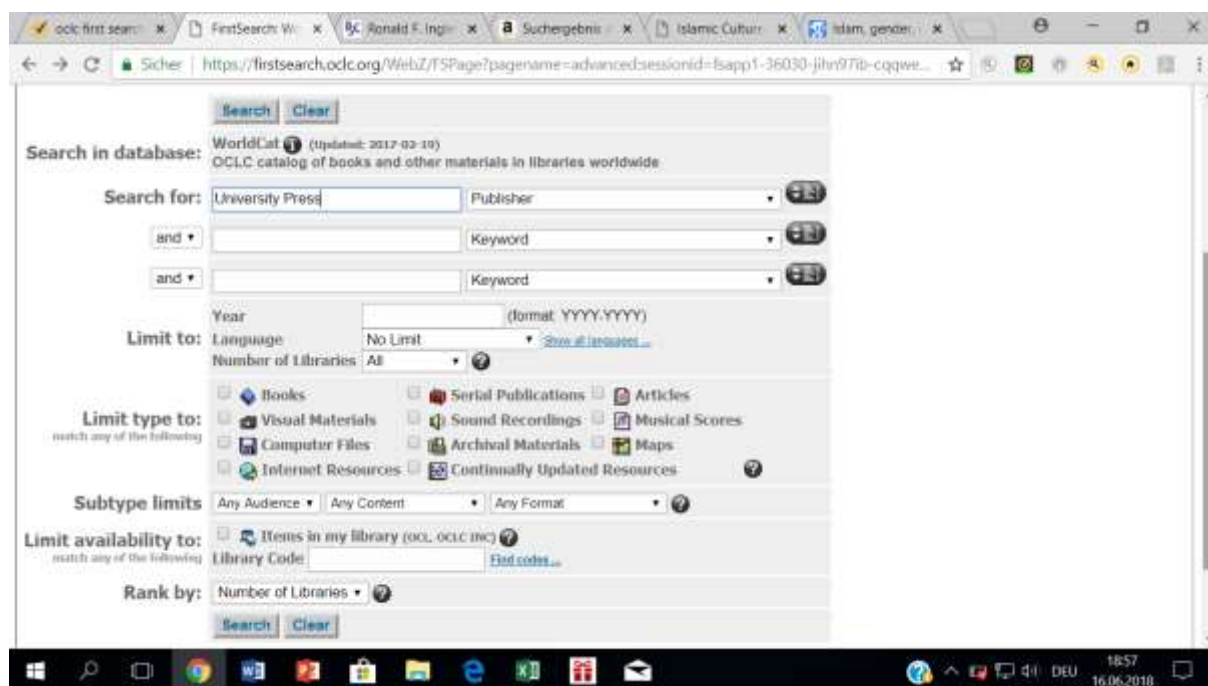 oclc first sear
FirstSearch: W
Ronald F. Ingle
Suchergebnis
Islamic Cultur
Islam, gender,
Sicher
https://firstsearch.oclc.org/WebZ/FSPage?pagename=advanced:sessionid=fsapp1-36030-jihn97ib-cqqwe...
Search Clear
Search in database: WorldCat (Updated: 2017-02-19)
OCLC catalog of books and other materials in libraries worldwide
Search for: University Press Publisher
and Keyword
and Keyword
Year (format: YYYY-YYYY)
Limit to: Language No Limit Show all languages ...
Number of Libraries All
Books Serial Publications Articles
Limit type to: Visual Materials Sound Recordings Musical Scores
match any of the following
Computer Files Archival Materials Maps
Internet Resources Continually Updated Resources
Subtype limits Any Audience Any Content Any Format
Limit availability to: Items in my library (OCL, OCLC INC)
match any of the following Library Code Find codes ...
Rank by: Number of Libraries
Search Clear
DEU
18:57
16.06.2018